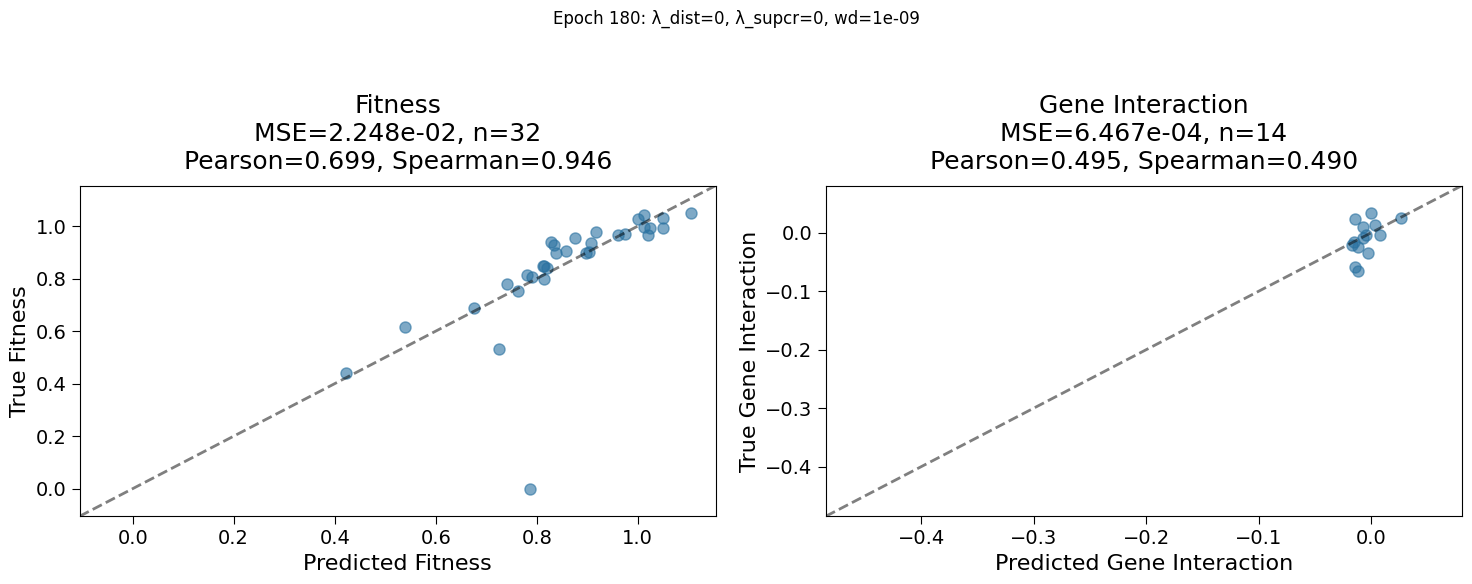 Epoch 180: λ_dist=0, λ_supcr=0, wd=1e-09
Fitness
MSE=2.248e-02, n=32
Pearson=0.699, Spearman=0.946
True Fitness
1.0
0.8
0.6
0.4
0.2
0.0
0.0 0.2 0.4 0.6 0.8 1.0
Predicted Fitness
Gene Interaction
MSE=6.467e-04, n=14
Pearson=0.495, Spearman=0.490
True Gene Interaction
0.0
−0.1
−0.2
−0.3
−0.4
−0.4 −0.3 −0.2 −0.1 0.0
Predicted Gene Interaction